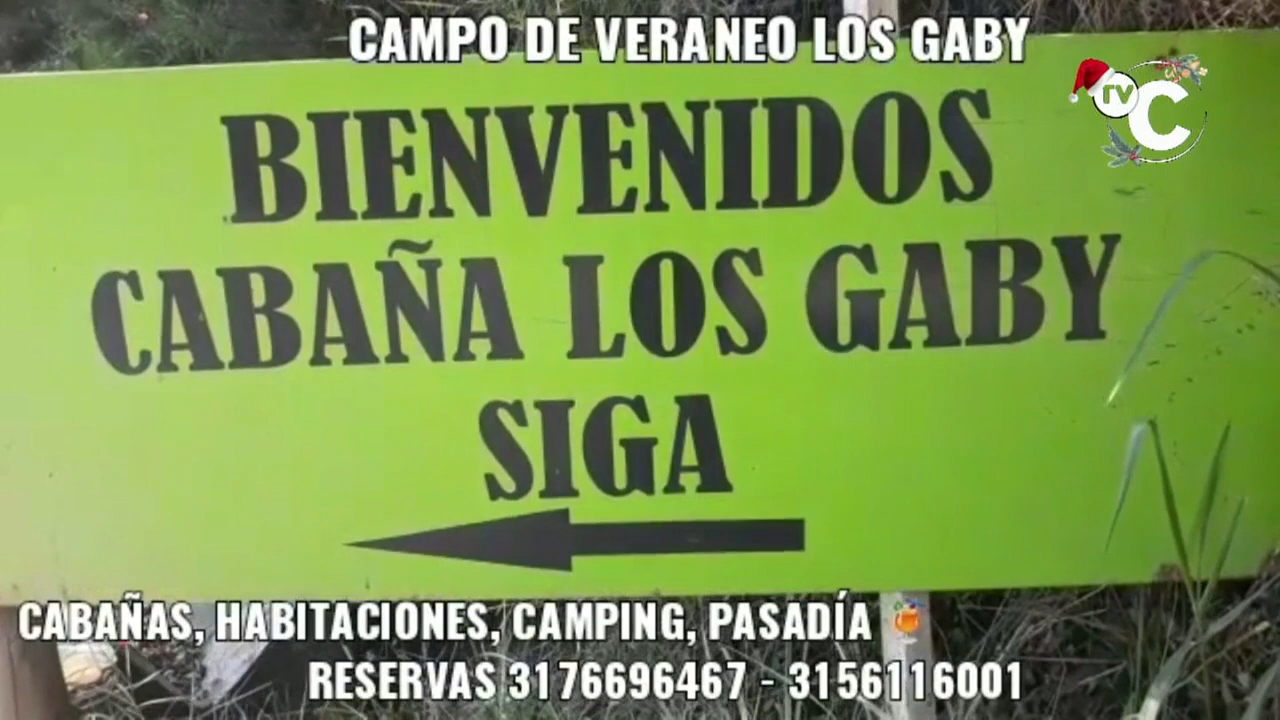 CAMPO DE VERANEO LOS GABY
TV
C
BIENVENIDOS
CABAÑA LOS GABY
SIGA
CABAÑAS, HABITACIONES, CAMPING, PASADÍA
RESERVAS 3176696467 - 3156116001